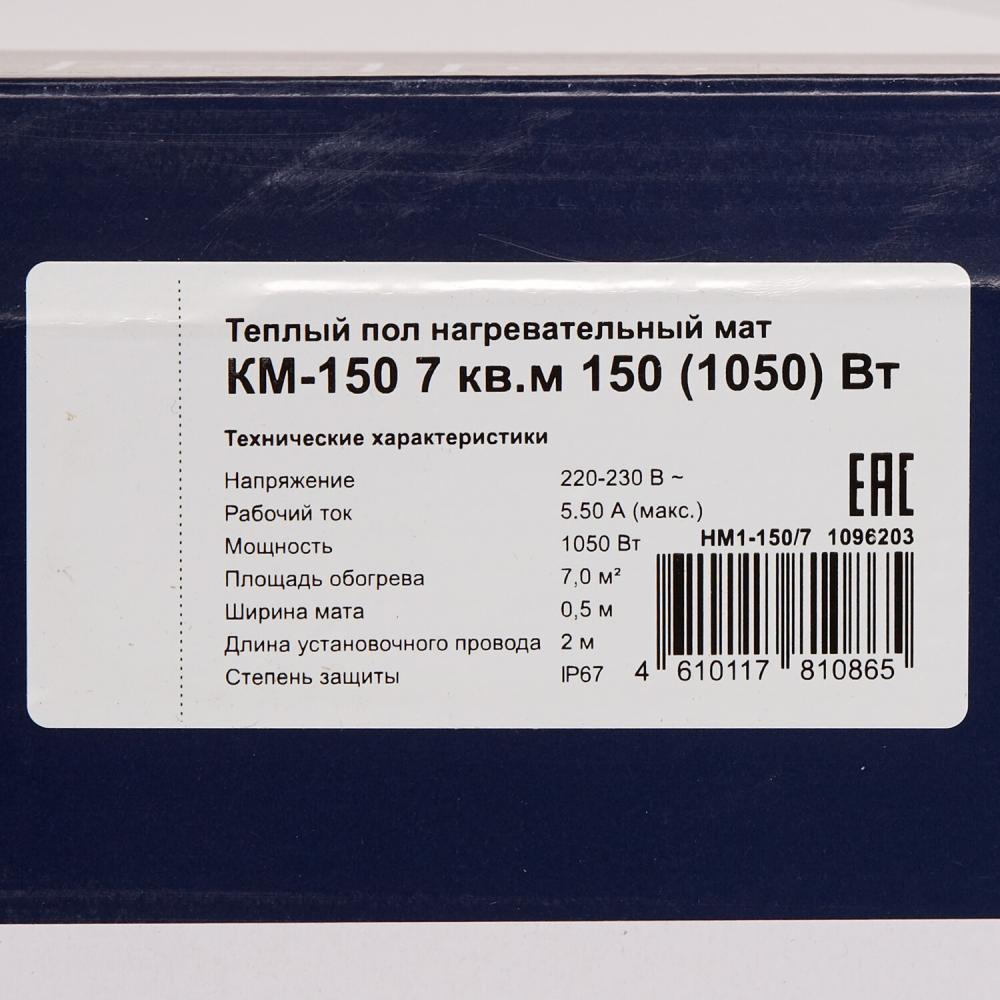 Теплый пол нагревательный мат
КМ-150 7 кв.м 150 (1050) Вт
Технические характеристики
Напряжение 220-230 В ~
Рабочий ток 5.50 А (макс.)
Мощность 1050 Вт
Площадь обогрева 7,0 м²
Ширина мата 0,5 м
Длина установочного провода 2 м
Степень защиты IP67
EAC
НМ1-150/7 1096203
4 610117 810865